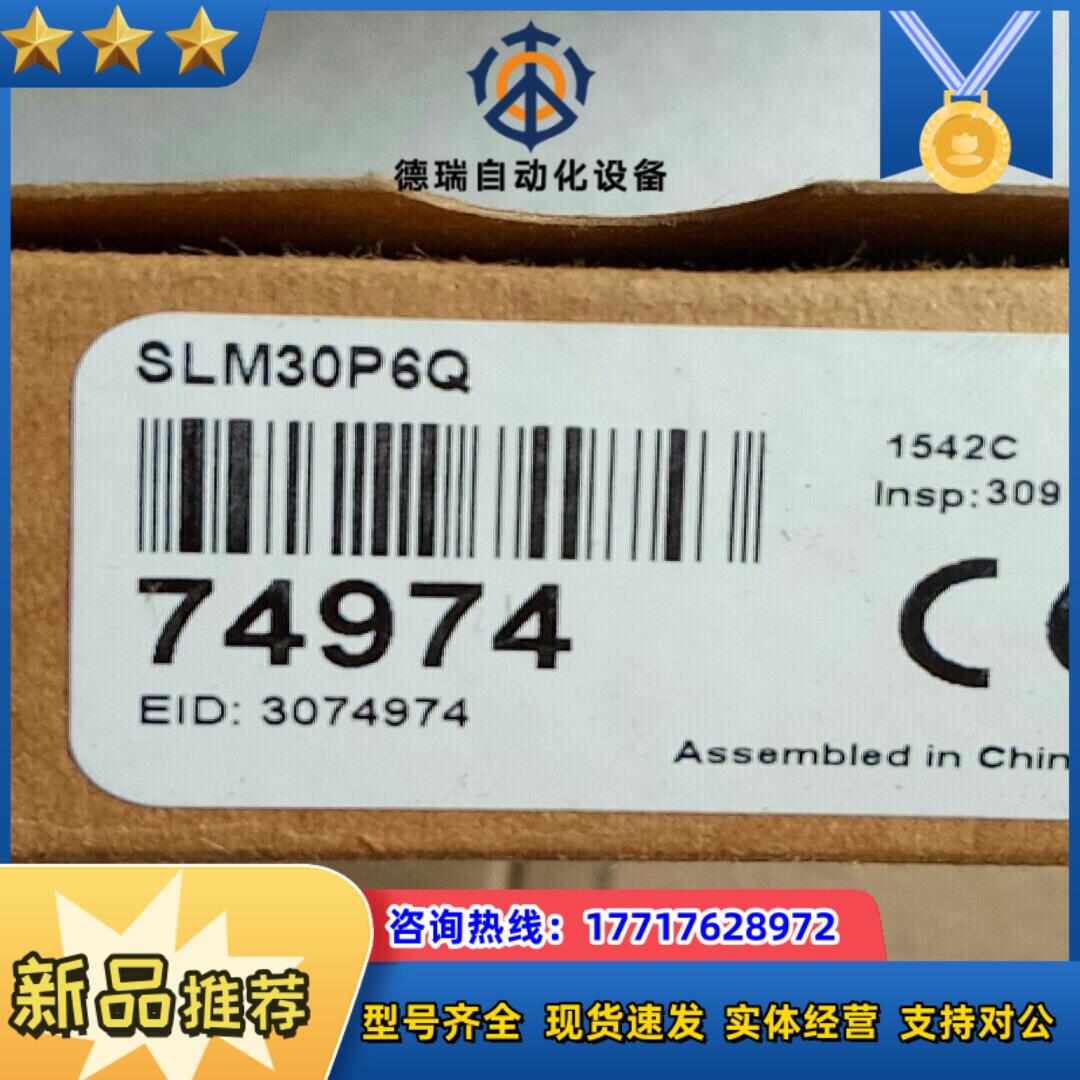 德瑞自动化设备
SLM30P6Q
1542C
Insp:309
74974
EID: 3074974
Assembled in Chin
咨询热线：17717628972
新品推荐
型号齐全 现货速发 实体经营 支持对公